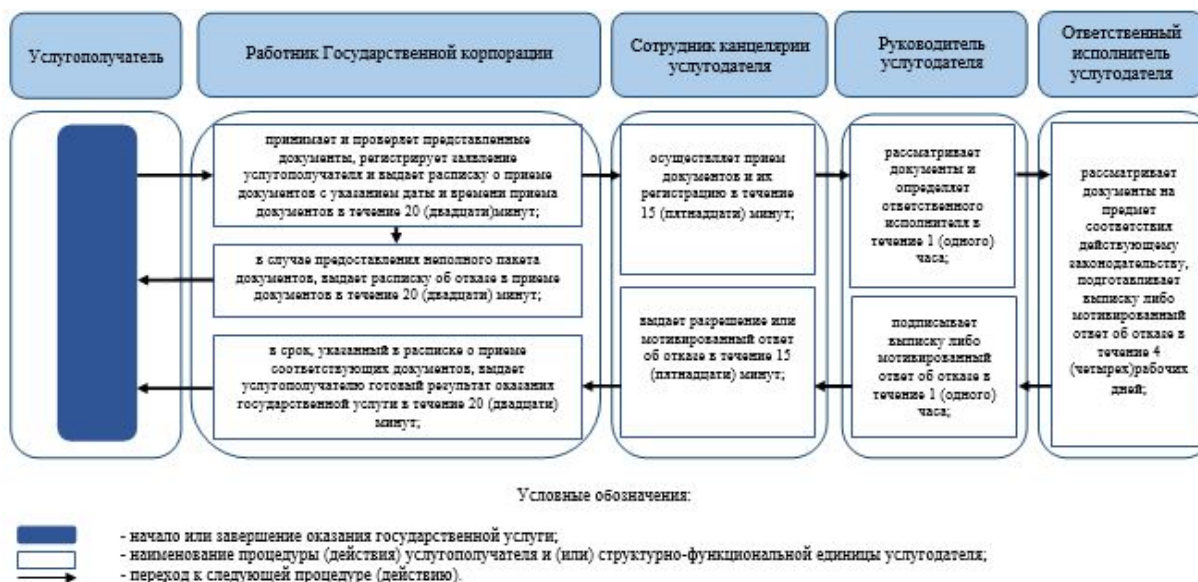 Услугополучатель
Работник Государственной корпорации
Сотрудник канцелярии
услугодателя
Руководитель
услугодателя
Ответственный
исполнитель
услугодателя
принимает и проверяет представленные
документы, регистрирует заявление
услугополучателя и выдает расписку о приеме
документов с указанием даты и времени приема
документов в течение 20 (двадцати)минут;
в случае предоставления неполного пакета
документов, выдает расписку об отказе в приеме
документов в течение 20 (двадцати) минут;
в срок, указанный в расписке о приеме
соответствующих документов, выдает
услугополучателю готовый результат оказания
государственной услуги в течение 20 (двадцати)
минут;
осуществляет прием
документов и их
регистрацию в течение
15 (пятнадцати) минут;
выдает разрешение или
мотивированный ответ
об отказе в течение 15
(пятнадцати) минут;
рассматривает
документы и
определяет
ответственного
исполнителя в
течение 1 (одного)
часа;
подписывает
выписку либо
мотивированный
ответ об отказе в
течение 1 (одного)
часа;
рассматривает
документы на
предмет
соответствия
действующему
законодательству,
подготавливает
выписку либо
мотивированный
ответ об отказе в
течение 4
(четырех)рабочих
дней;
Условные обозначения:
- начало или завершение оказания государственной услуги;
- наименование процедуры (действия) услугополучателя и (или) структурно-функциональной единицы услугодателя;
- переход к следующей процедуре (действию).